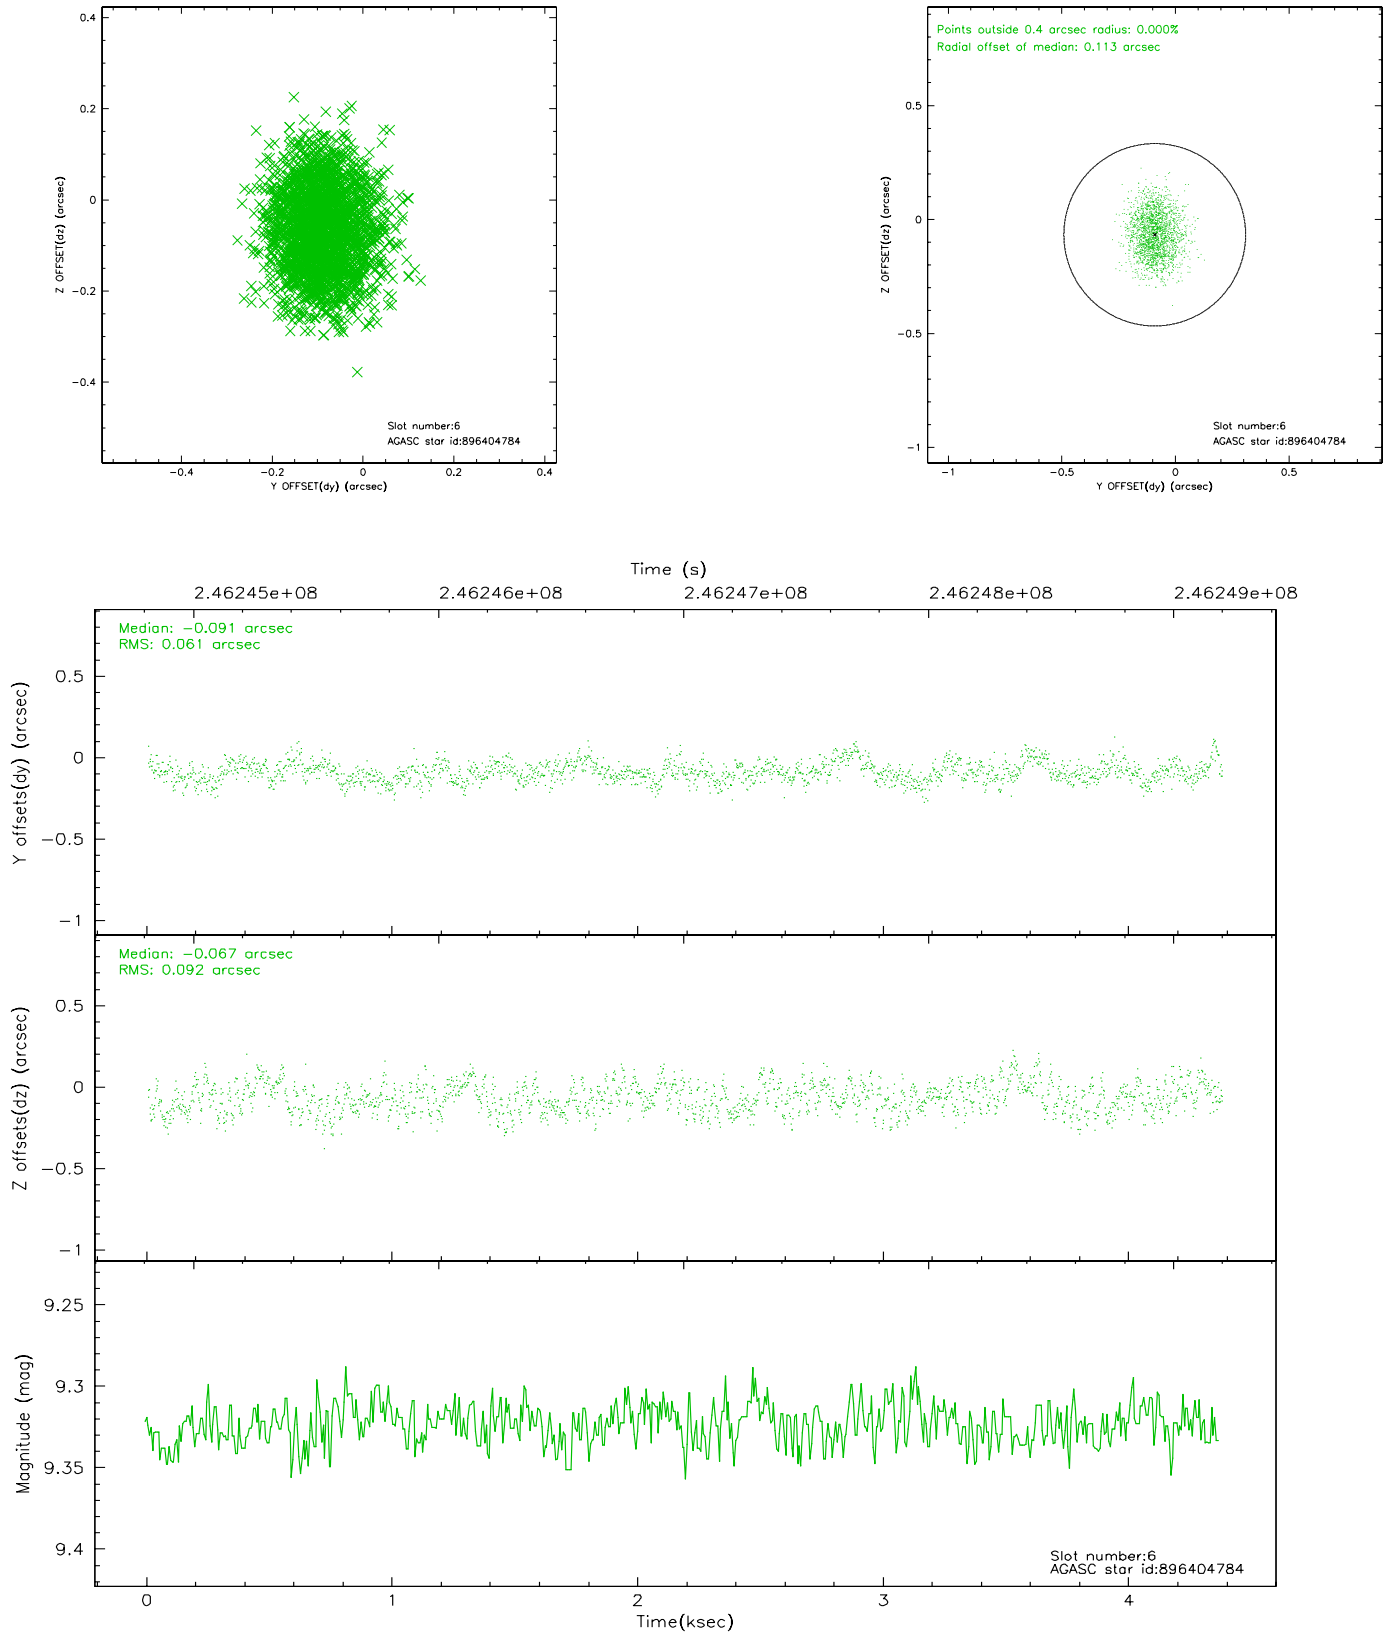 0.4
0.2
0
−0.2
−0.4
Z OFFSET(dz) (arcsec)
−0.4
−0.2
0
0.2
0.4
Y OFFSET(dy) (arcsec)
Slot number:6
AGASC star id:896404784
Points outside 0.4 arcsec radius: 0.000%
Radial offset of median: 0.113 arcsec
0.5
0
−0.5
−1
Z OFFSET(dz) (arcsec)
−1
−0.5
0
0.5
Y OFFSET(dy) (arcsec)
Slot number:6
AGASC star id:896404784
Time (s)
2.46245e+08
2.46246e+08
2.46247e+08
2.46248e+08
2.46249e+08
Median: −0.091 arcsec
RMS: 0.061 arcsec
0.5
0
−0.5
−1
Y offsets(dy) (arcsec)
Median: −0.067 arcsec
RMS: 0.092 arcsec
0.5
0
−0.5
−1
Z offsets(dz) (arcsec)
9.25
9.3
9.35
9.4
Magnitude (mag)
Slot number:6
AGASC star id:896404784
0
1
2
3
4
Time(ksec)